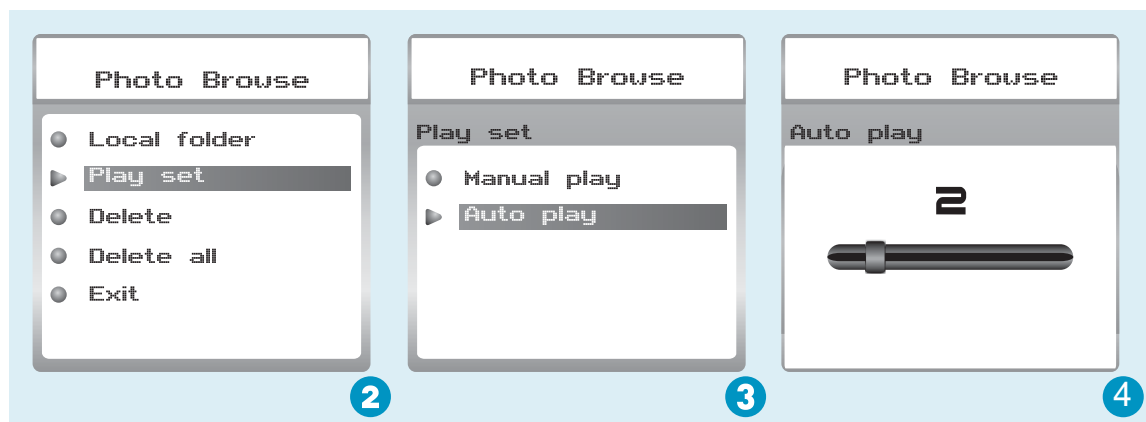 Photo Browse
Local folder
Play set
Delete
Delete all
Exit
2
Photo Browse
Play set
Manual play
Auto play
3
Photo Browse
Auto play
2
4